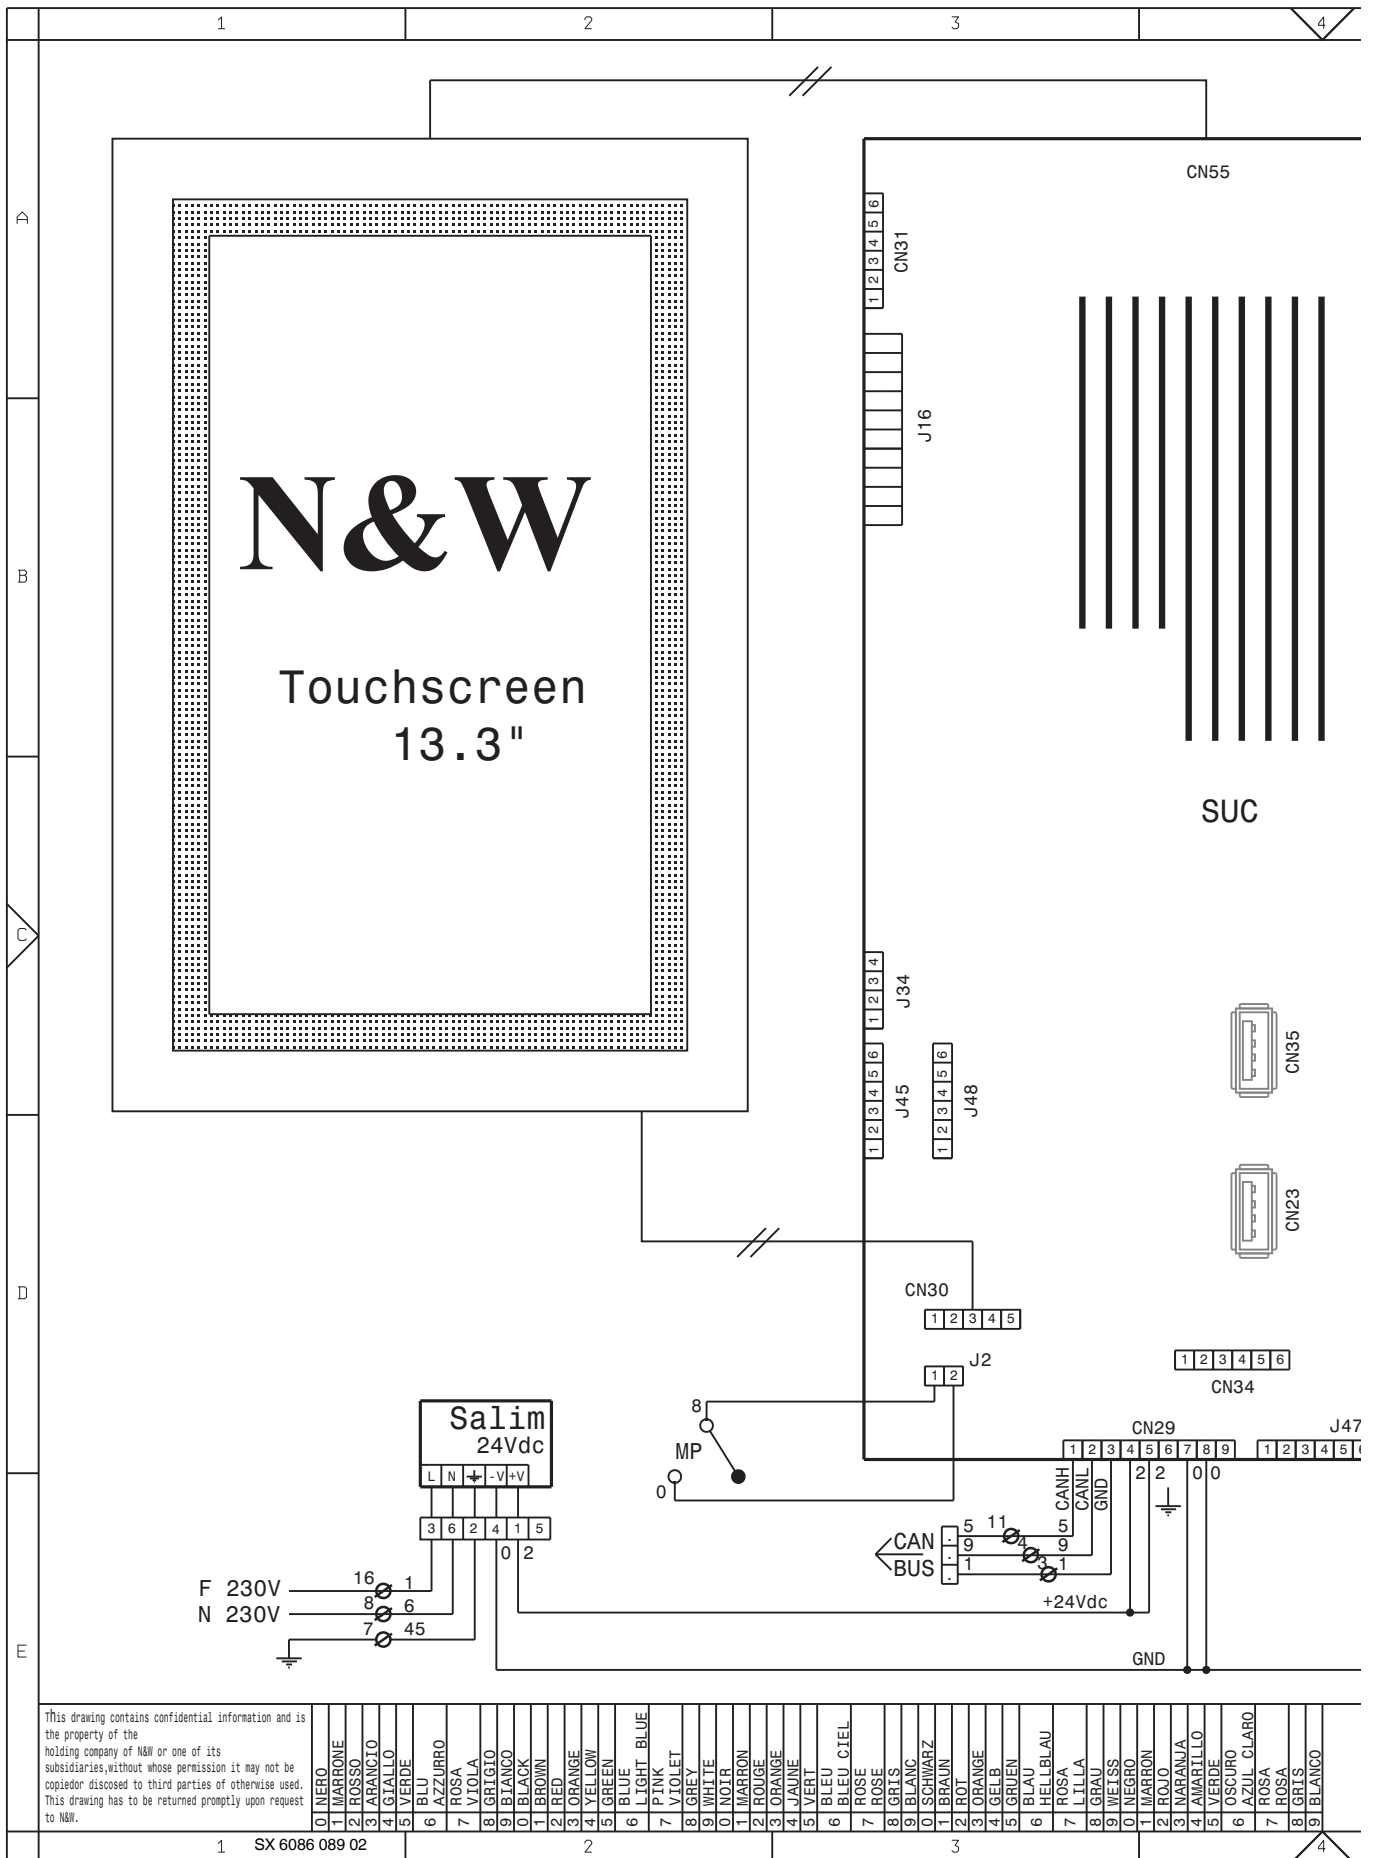 1 2 3 4
CN55
A
6
5
4
3
2
1
CN31
J16
N&W
B
Touchscreen
13.3"
SUC
C
4
3
2
1
J34
CN35
6
5
4
3
2
1
J45
6
5
4
3
2
1
J48
CN23
D
CN30
1 2 3 4 5
J2
1 2
1 2 3 4 5 6
CN34
Salim
24Vdc
L N -V +V
3 6 2 4 1 5
0 2
8
MP
0
CN29
1 2 3 4 5 6 7 8 9
J47
1 2 3 4 5 6
CANH
CANL
GND
2 2 0 0
CAN
BUS
5 11 5
9 4 9
1 3 1
+24Vdc
F 230V 16 1
N 230V 8 6
7 45
GND
E
This drawing contains confidential information and is
the property of the
holding company of N&W or one of its
subsidiaries,without whose permission it may not be
copiedor discosed to third parties of otherwise used.
This drawing has to be returned promptly upon request
to N&W.
0 NERO
1 MARRONE
2 ROSSO
3 ARANCIO
4 GIALLO
5 VERDE
6 BLU
AZZURRO
7 ROSA
VIOLA
8 GRIGIO
9 BIANCO
0 BLACK
1 BROWN
2 RED
3 ORANGE
4 YELLOW
5 GREEN
6 BLUE
LIGHT BLUE
7 PINK
VIOLET
8 GREY
9 WHITE
0 NOIR
1 MARRON
2 ROUGE
3 ORANGE
4 JAUNE
5 VERT
6 BLEU
BLEU CIEL
7 ROSE
ROSE
8 GRIS
9 BLANC
0 SCHWARZ
1 BRAUN
2 ROT
3 ORANGE
4 GELB
5 GRUEN
6 BLAU
HELLBLAU
7 ROSA
LILLA
8 GRAU
9 WEISS
0 NEGRO
1 MARRON
2 ROJO
3 NARANJA
4 AMARILLO
5 VERDE
6 OSCURO
AZUL CLARO
7 ROSA
ROSA
8 GRIS
9 BLANCO
1 SX 6086 089 02 2 3 4